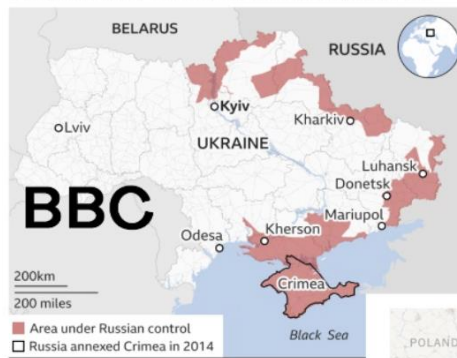 BELARUS
RUSSIA
Kyiv
Lviv
Kharkiv
UKRAINE
Luhansk
Donetsk
BBC
Mariupol
Kherson
Odesa
200km
200 miles
Crimea
Area under Russian control
Russia annexed Crimea in 2014
Black Sea
POLAND